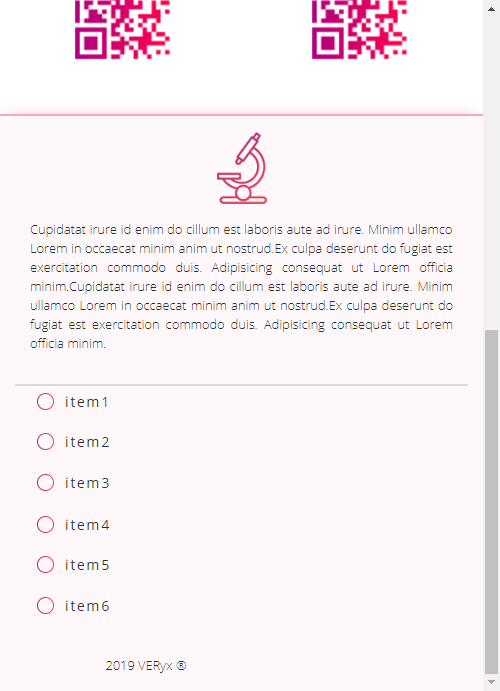 Cupidatat irure id enim do cillum est laboris aute ad irure. Minim ullamco
Lorem in occaecat minim anim ut nostrud.Ex culpa deserunt do fugiat est
exercitation commodo duis. Adipisicing consequat ut Lorem officia
minim.Cupidatat irure id enim do cillum est laboris aute ad irure. Minim
ullamco Lorem in occaecat minim anim ut nostrud.Ex culpa deserunt do
fugiat est exercitation commodo duis. Adipisicing consequat ut Lorem
officia minim.
item1
item2
item3
item4
item5
item6
2019 VERyx ®